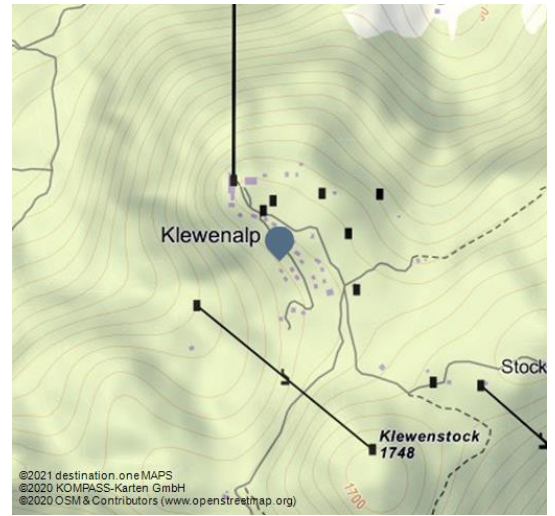 Klewenalp
Stock
Klewenstock
1748
1700
©2021 destination.one MAPS
©2020 KOMPASS-Karten GmbH
©2020 OSM & Contributors (www.openstreetmap.org)